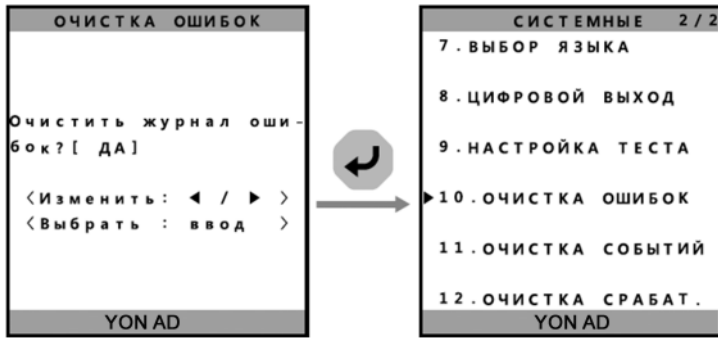 ОЧИСТКА ОШИБОК
Очистить журнал оши-
бок?[ ДА]
<Изменить: ◀ / ▶ >
<Выбрать : ввод >
YON AD
СИСТЕМНЫЕ 2/2
7.ВЫБОР ЯЗЫКА
8.ЦИФРОВОЙ ВЫХОД
9.НАСТРОЙКА ТЕСТА
▶10.ОЧИСТКА ОШИБОК
11.ОЧИСТКА СОБЫТИЙ
12.ОЧИСТКА СРАБАТ.
YON AD